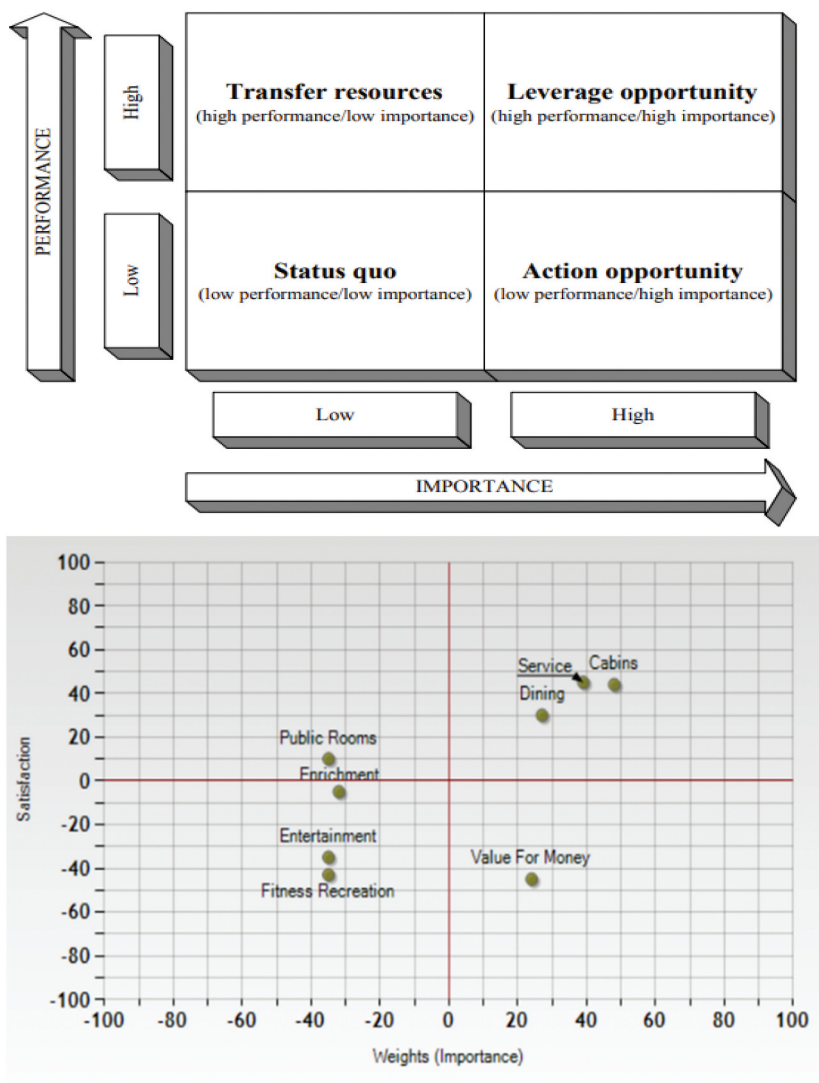 PERFORMANCE
High
Transfer resources
(high performance/low importance)
Leverage opportunity
(high performance/high importance)
Low
Status quo
(low performance/low importance)
Action opportunity
(low performance/high importance)
Low
High
IMPORTANCE
100
80
60
40
20
0
-20
-40
-60
-80
-100
Satisfaction
Service
Cabins
Dining
Public Rooms
Enrichment
Entertainment
Value For Money
Fitness Recreation
-100
-80
-60
-40
-20
0
20
40
60
80
100
Weights (Importance)